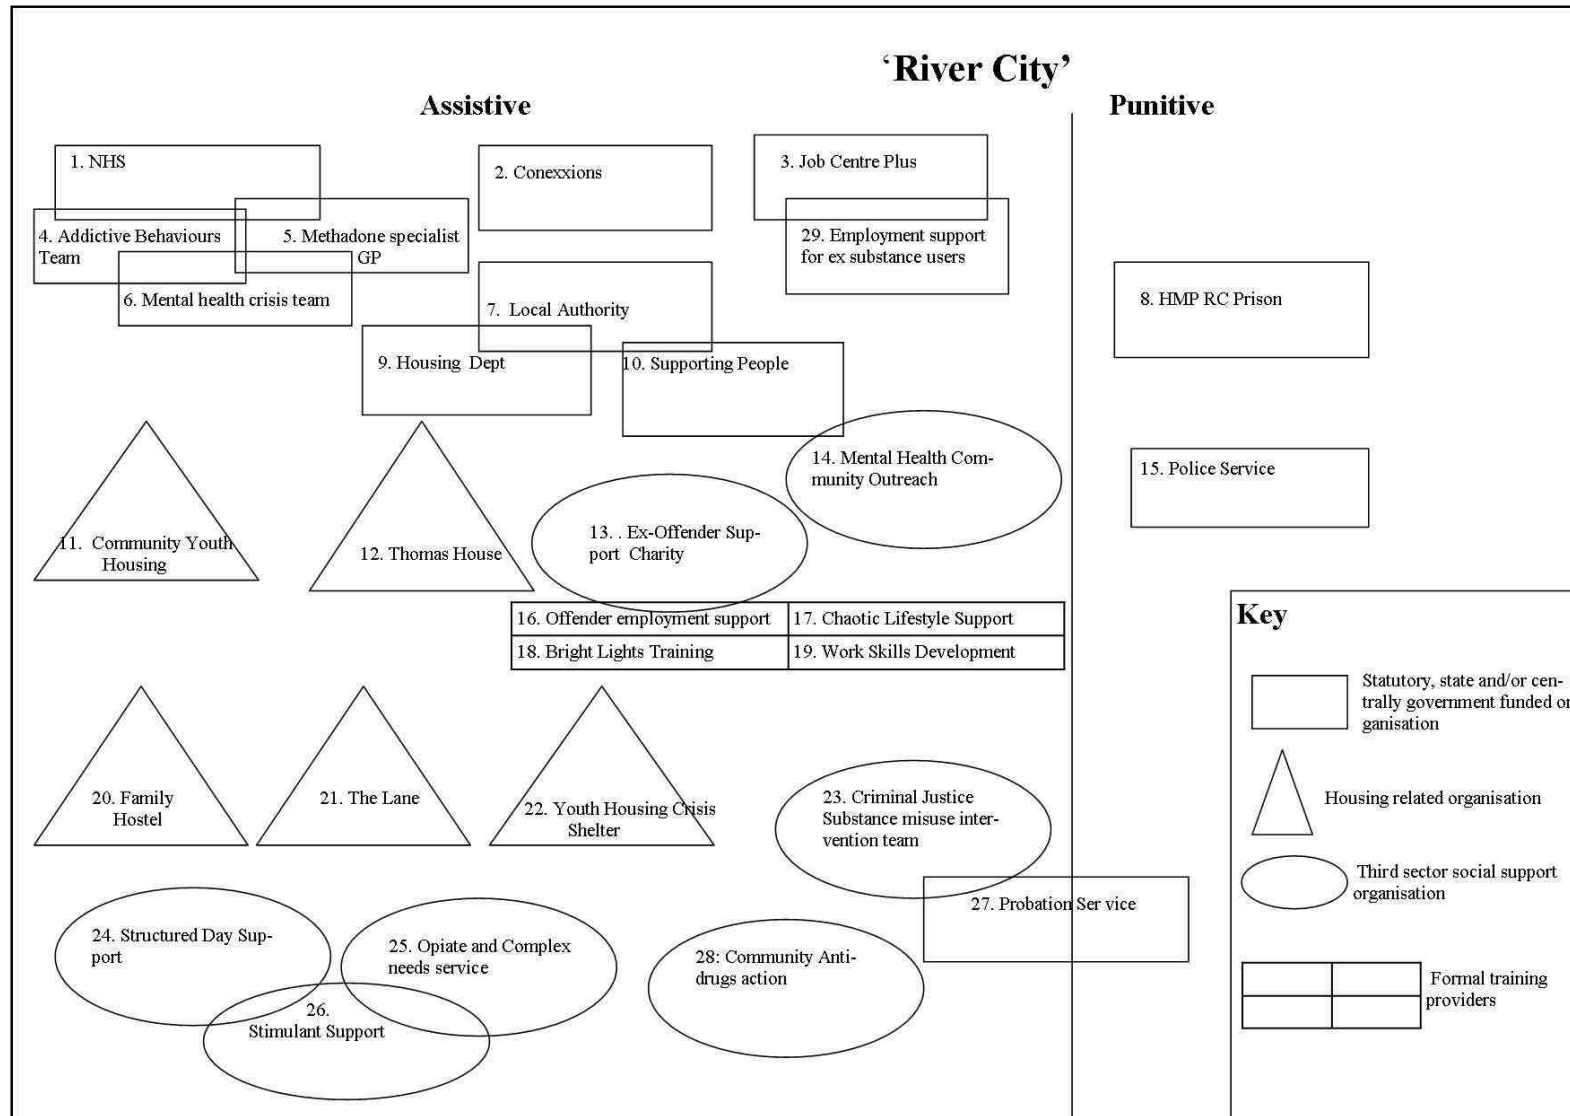 ‘River City’
Assistive
Punitive
1. NHS
2. Conexxions
3. Job Centre Plus
4. Addictive Behaviours
Team
5. Methadone specialist
GP
29. Employment support
for ex substance users
6. Mental health crisis team
7. Local Authority
8. HMP RC Prison
9. Housing Dept
10. Supporting People
11. Community Youth
Housing
12. Thomas House
13. . Ex-Offender Sup-
port Charity
14. Mental Health Com-
munity Outreach
15. Police Service
16. Offender employment support
17. Chaotic Lifestyle Support
18. Bright Lights Training
19. Work Skills Development
20. Family
Hostel
21. The Lane
22. Youth Housing Crisis
Shelter
23. Criminal Justice
Substance misuse inter-
vention team
24. Structured Day Sup-
port
25. Opiate and Complex
needs service
26.
Stimulant Support
27. Probation Ser vice
28: Community Anti-
drugs action
Key
Statutory, state and/or cen-
trally government funded or
ganisation
Housing related organisation
Third sector social support
organisation
Formal training
providers